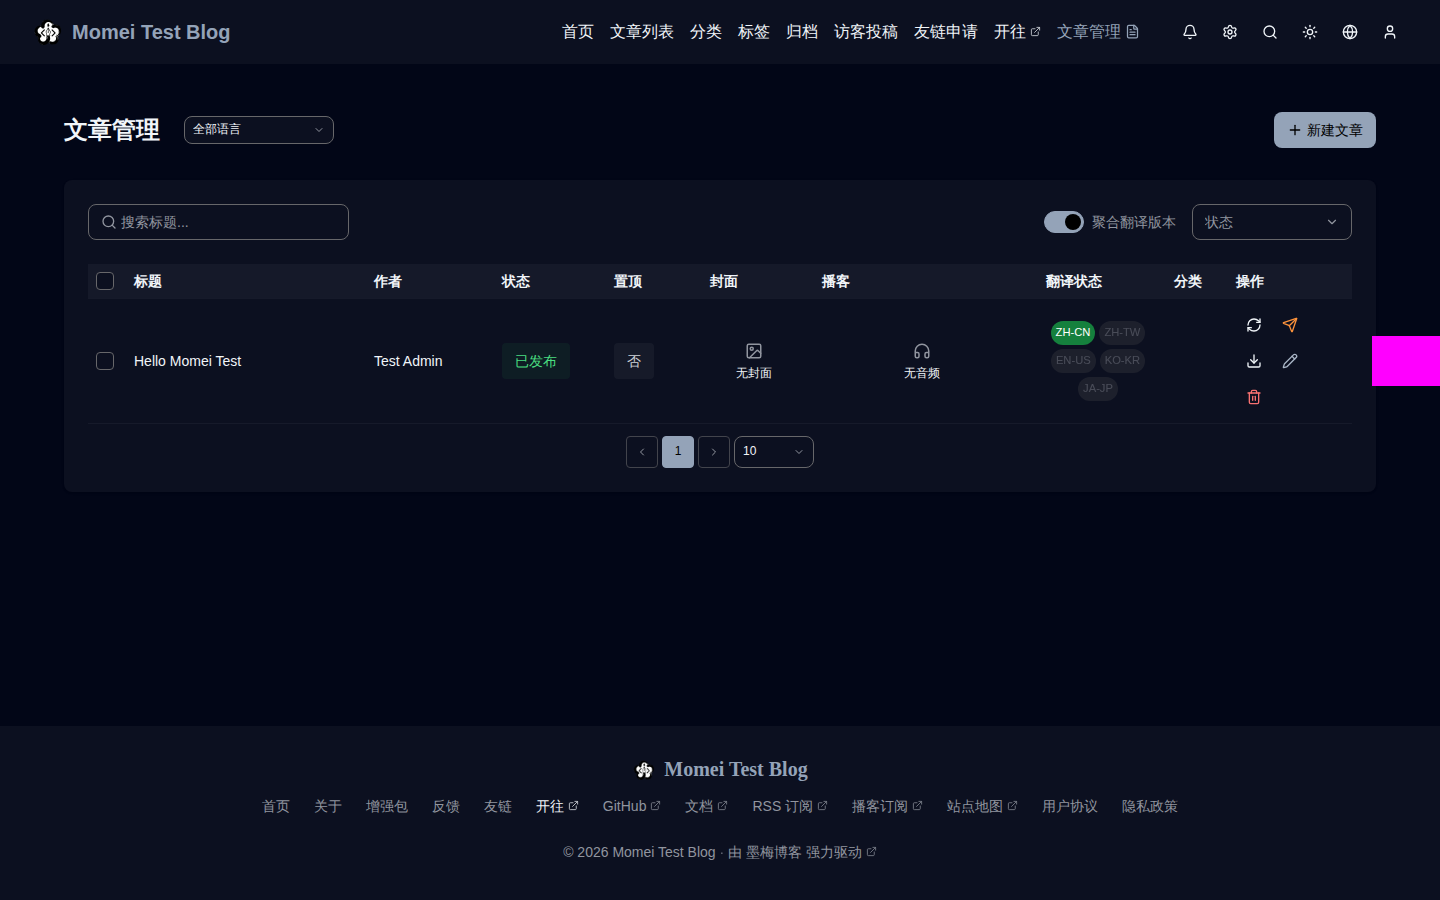 Momei Test Blog 首页 文章列表 分类 标签 归档 访客投稿 友链申请 开往 文章管理
文章管理 全部语言 新建文章
搜索标题... 聚合翻译版本 状态
标题 作者 状态 置顶 封面 播客 翻译状态 分类 操作
Hello Momei Test Test Admin 已发布 否 无封面 无音频 ZH-CN ZH-TW
EN-US KO-KR
JA-JP
1 10
Momei Test Blog
首页 关于 增强包 反馈 友链 开往 GitHub 文档 RSS 订阅 播客订阅 站点地图 用户协议 隐私政策
© 2026 Momei Test Blog · 由 墨梅博客 强力驱动